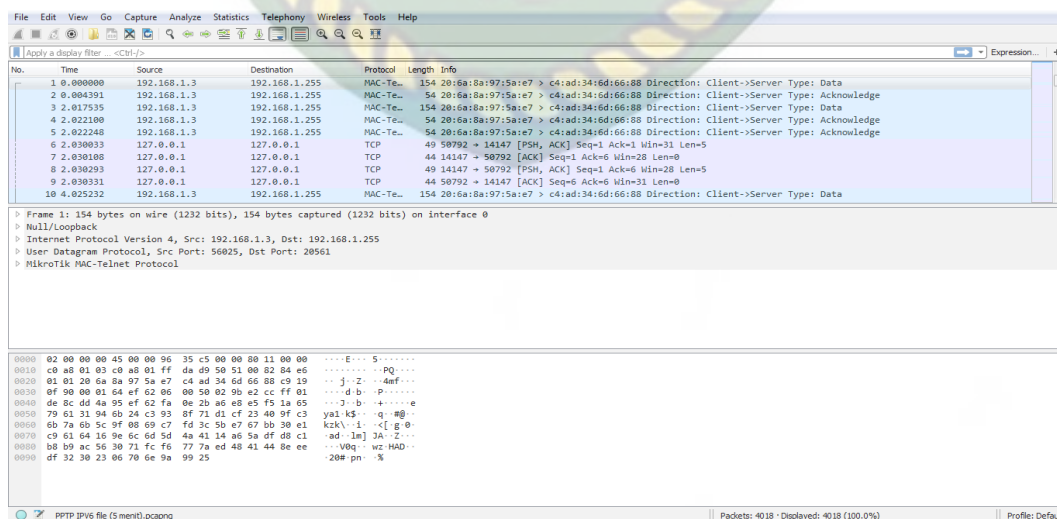 File Edit View Go Capture Analyze Statistics Telephony Wireless Tools Help
Apply a display filter ... <Ctrl-/> Expression... +
No. Time Source Destination Protocol Length Info
1 0.000000 192.168.1.3 192.168.1.255 MAC-Te… 154 20:6a:8a:97:5a:e7 > c4:ad:34:6d:66:88 Direction: Client->Server Type: Data
2 0.004391 192.168.1.3 192.168.1.255 MAC-Te… 54 20:6a:8a:97:5a:e7 > c4:ad:34:6d:66:88 Direction: Client->Server Type: Acknowledge
3 2.017535 192.168.1.3 192.168.1.255 MAC-Te… 154 20:6a:8a:97:5a:e7 > c4:ad:34:6d:66:88 Direction: Client->Server Type: Data
4 2.022100 192.168.1.3 192.168.1.255 MAC-Te… 54 20:6a:8a:97:5a:e7 > c4:ad:34:6d:66:88 Direction: Client->Server Type: Acknowledge
5 2.022248 192.168.1.3 192.168.1.255 MAC-Te… 54 20:6a:8a:97:5a:e7 > c4:ad:34:6d:66:88 Direction: Client->Server Type: Acknowledge
6 2.030033 127.0.0.1 127.0.0.1 TCP 49 50792 → 14147 [PSH, ACK] Seq=1 Ack=1 Win=31 Len=5
7 2.030108 127.0.0.1 127.0.0.1 TCP 44 14147 → 50792 [ACK] Seq=1 Ack=6 Win=28 Len=0
8 2.030293 127.0.0.1 127.0.0.1 TCP 49 14147 → 50792 [PSH, ACK] Seq=1 Ack=6 Win=28 Len=5
9 2.030331 127.0.0.1 127.0.0.1 TCP 44 50792 → 14147 [ACK] Seq=6 Ack=6 Win=31 Len=0
10 4.025232 192.168.1.3 192.168.1.255 MAC-Te… 154 20:6a:8a:97:5a:e7 > c4:ad:34:6d:66:88 Direction: Client->Server Type: Data
Frame 1: 154 bytes on wire (1232 bits), 154 bytes captured (1232 bits) on interface 0
Null/Loopback
Internet Protocol Version 4, Src: 192.168.1.3, Dst: 192.168.1.255
User Datagram Protocol, Src Port: 56025, Dst Port: 20561
MikroTik MAC-Telnet Protocol
0000 02 00 00 00 45 00 00 96 35 c5 00 00 80 11 00 00 ····E··· 5·······
0010 c0 a8 01 03 c0 a8 01 ff da d9 50 51 00 82 84 e6 ········ ··PQ····
0020 01 01 20 6a 8a 97 5a e7 c4 ad 34 6d 66 88 c9 19 ·· j··Z· ··4mf···
0030 0f 90 00 01 64 ef 62 06 00 50 02 9b e2 cc ff 01 ····d·b· ·P······
0040 de 8c dd 4a 95 ef 62 fa 0e 2b a6 e8 e5 f5 1a 65 ···J··b· ·+·····e
0050 79 61 31 94 6b 24 c3 93 8f 71 d1 cf 23 40 9f c3 ya1·k$·· ·q··#@··
0060 6b 7a 6b 5c 9f 08 69 c7 fd 3c 5b e7 67 bb 30 e1 kzk\··i· ·<[·g·0·
0070 c9 61 64 16 9e 6c 6d 5d 4a 41 14 a6 5a df d8 c1 ·ad··lm] JA··Z···
0080 b8 b9 ac 56 30 71 fc f6 77 7a ed 48 41 44 8e ee ···V0q·· wz·HAD··
0090 df 32 30 23 06 70 6e 9a 99 25 ·20#·pn· ·%
PPTP IPV6 file (5 menit).pcapng Packets: 4018 · Displayed: 4018 (100.0%) Profile: Defau